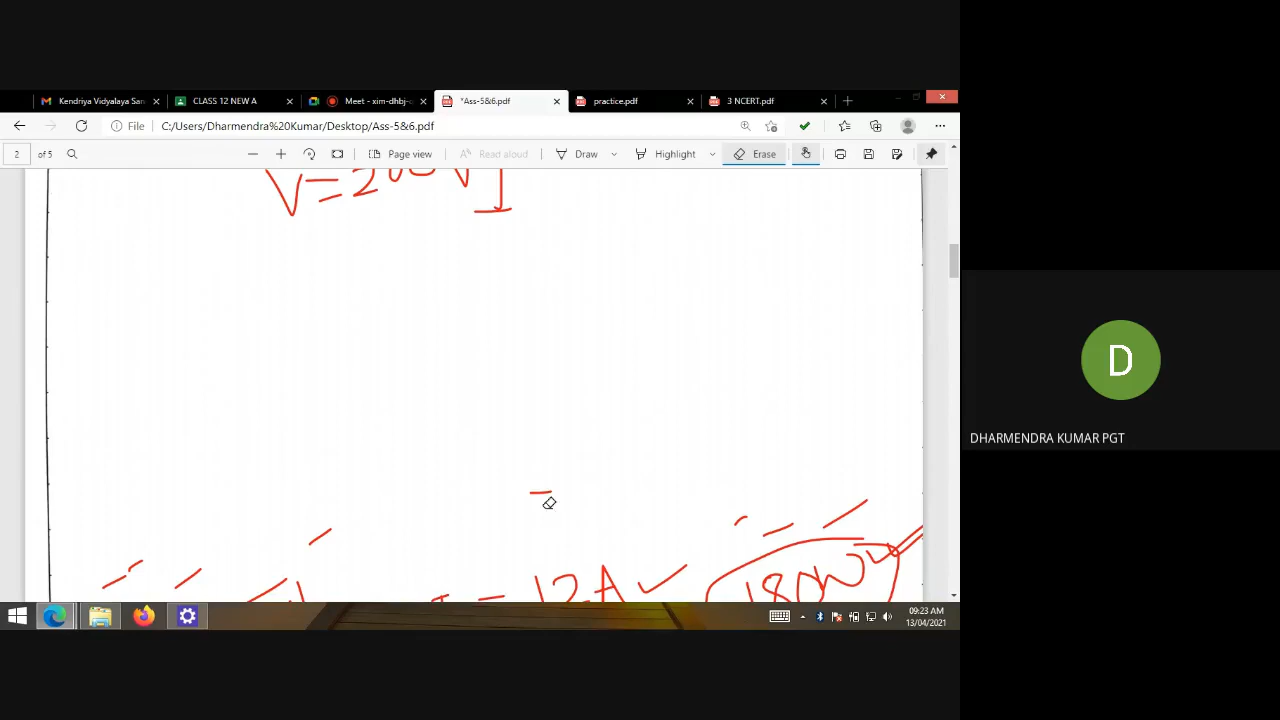 Kendriya Vidyalaya San
CLASS 12 NEW A
Meet - xim-dhbj-c
*Ass-5&6.pdf
practice.pdf
3 NCERT.pdf
File C:/Users/Dharmendra%20Kumar/Desktop/Ass-5&6.pdf
2 of 5
Page view
Read aloud
Draw
Highlight
Erase
I = 12A
180W
D
DHARMENDRA KUMAR PGT
09:23 AM
13/04/2021